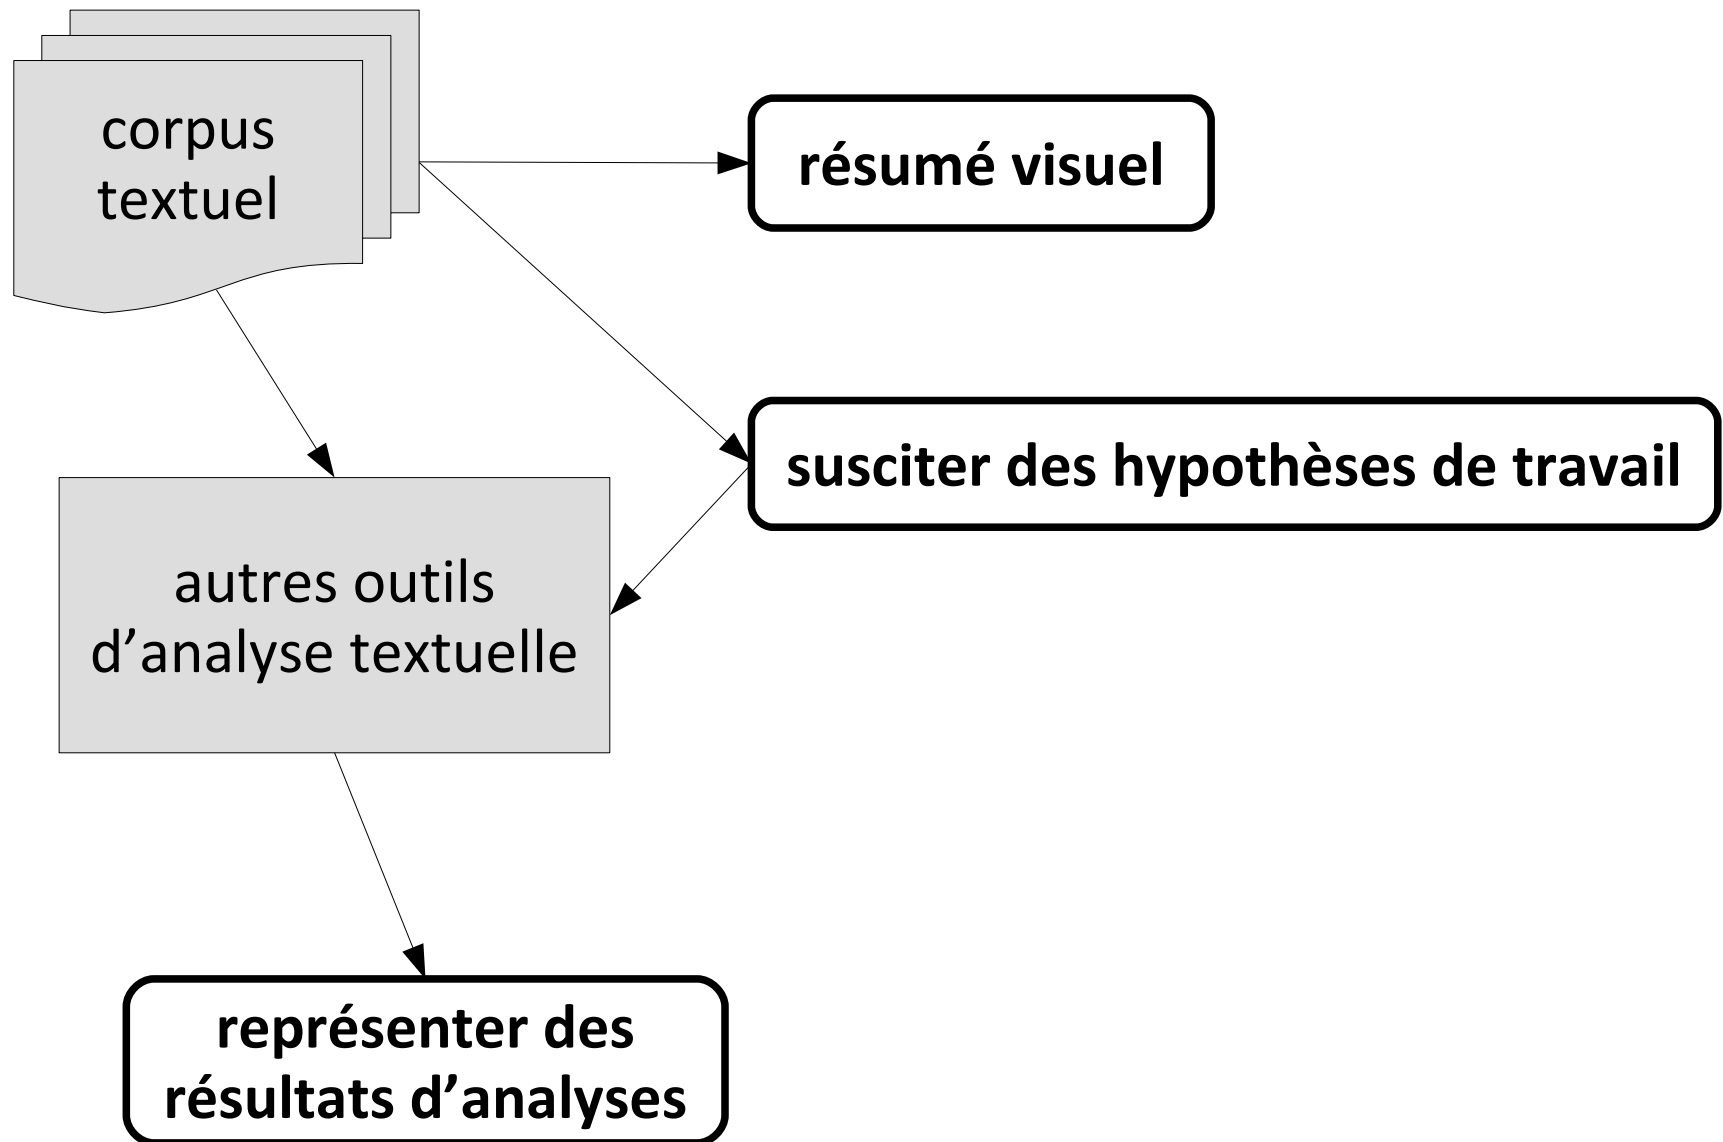 corpus
textuel
résumé visuel
susciter des hypothèses de travail
autres outils
d’analyse textuelle
représenter des
résultats d’analyses